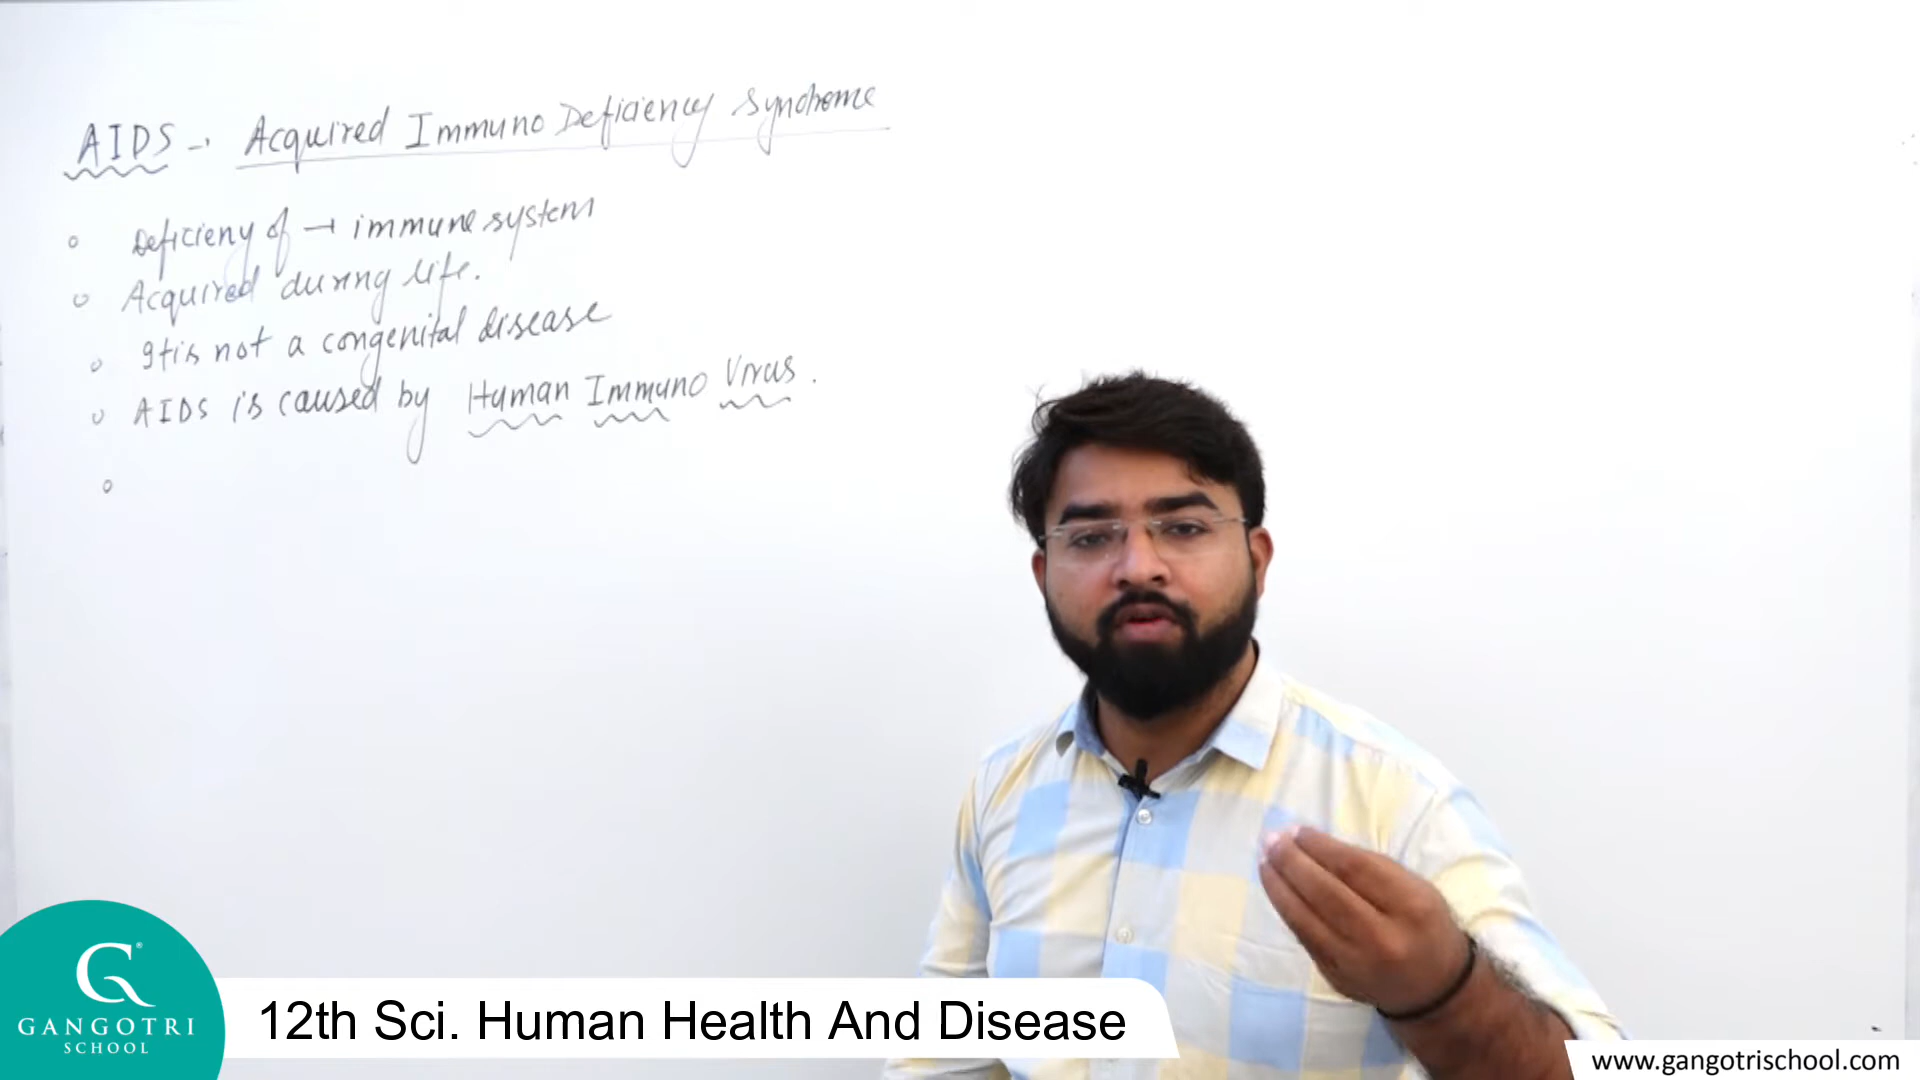 AIDS → Acquired Immuno Deficiency Syndrome
Deficieny of → immune system
Acquired during life.
It is not a congenital disease
AIDS is caused by Human Immuno Virus.
G®
GANGOTRI
SCHOOL
12th Sci. Human Health And Disease
www.gangotrischool.com